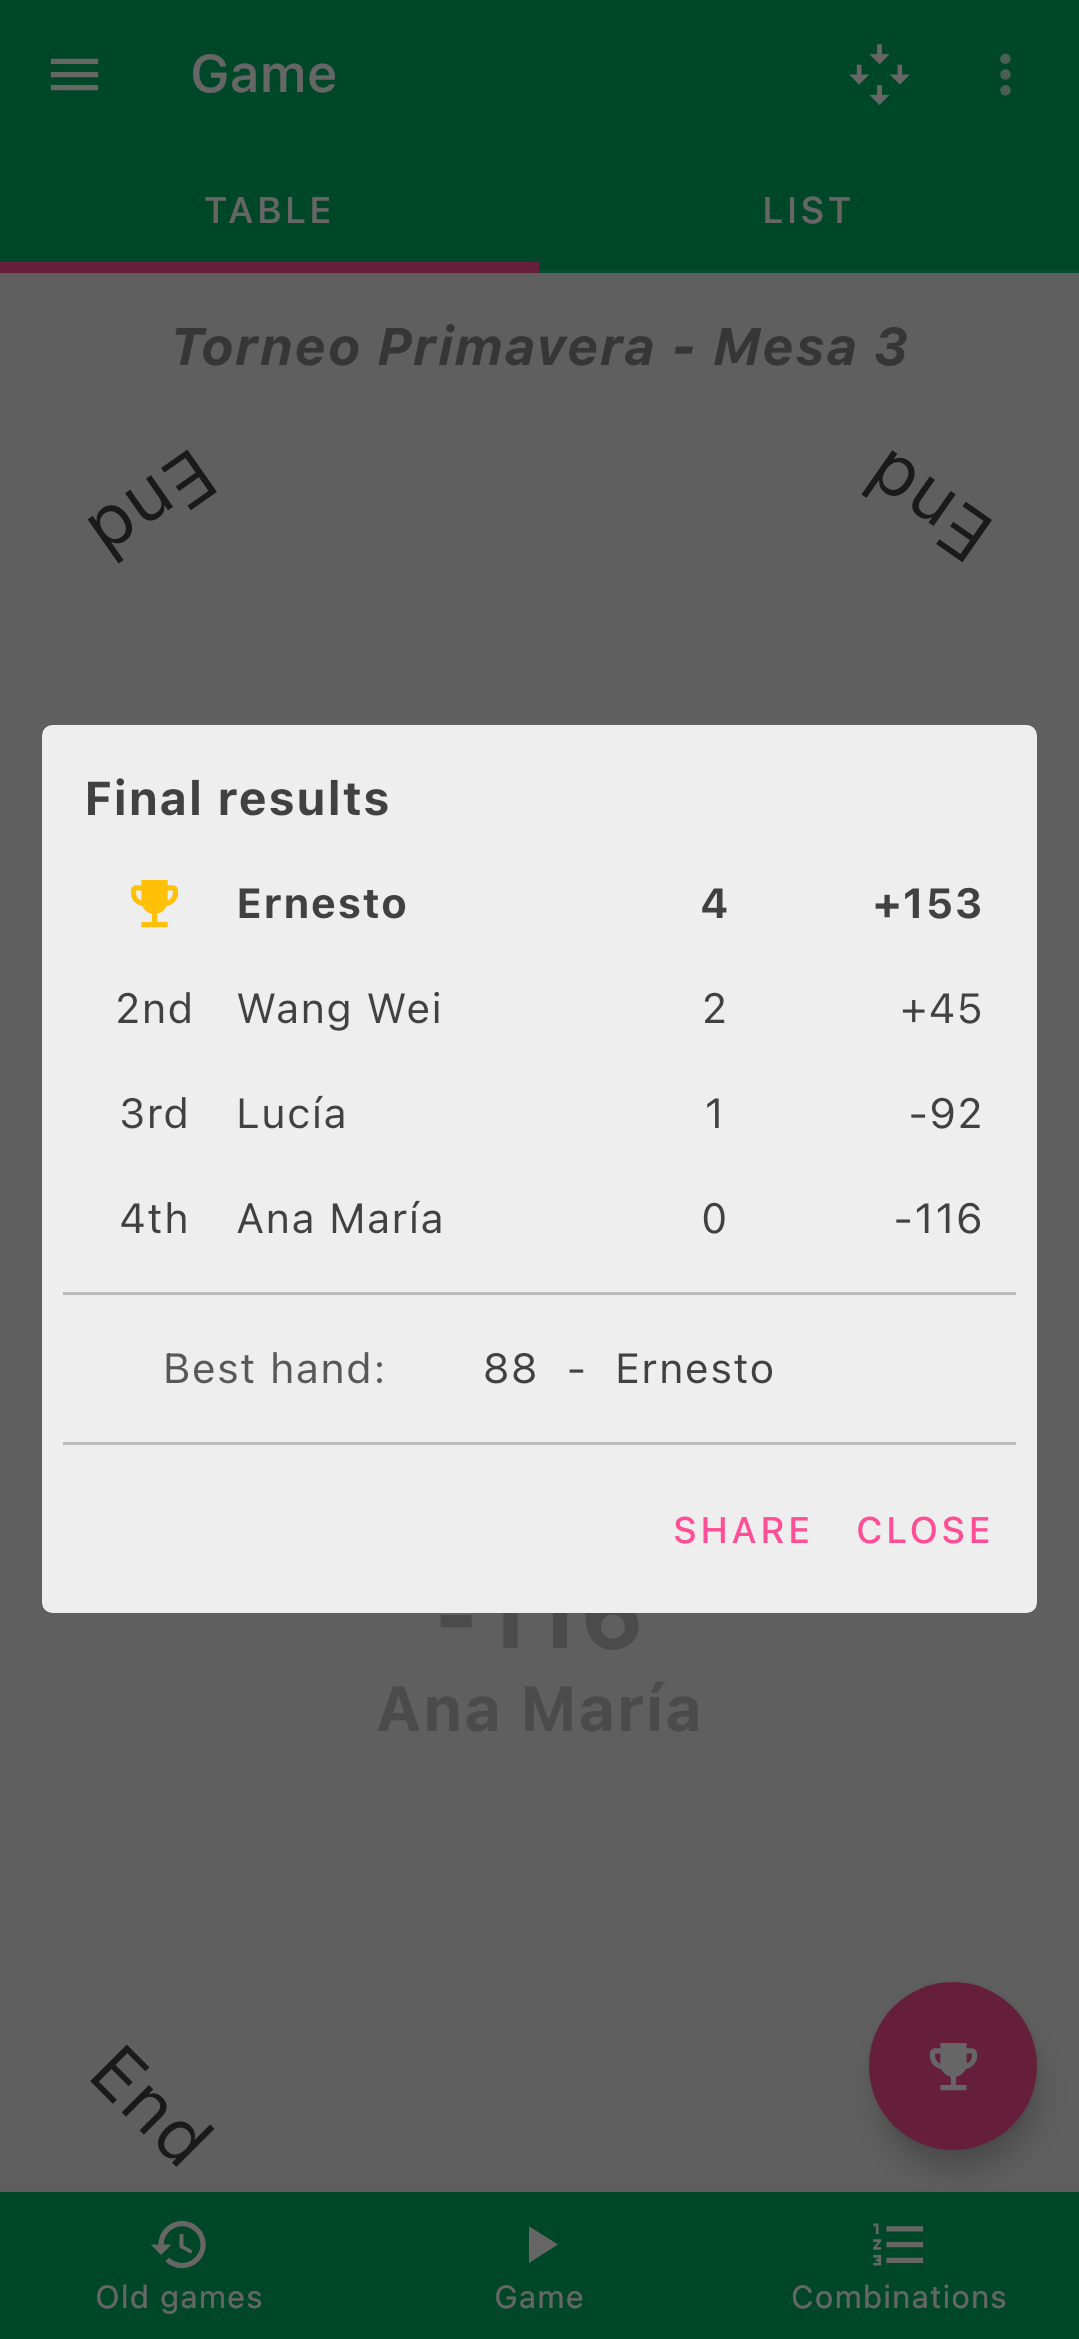 Game
TABLE LIST
Torneo Primavera - Mesa 3
End End
Final results
Ernesto 4 +153
2nd Wang Wei 2 +45
3rd Lucía 1 -92
4th Ana María 0 -116
Best hand: 88 - Ernesto
SHARE CLOSE
-116
Ana María
End
Old games Game Combinations